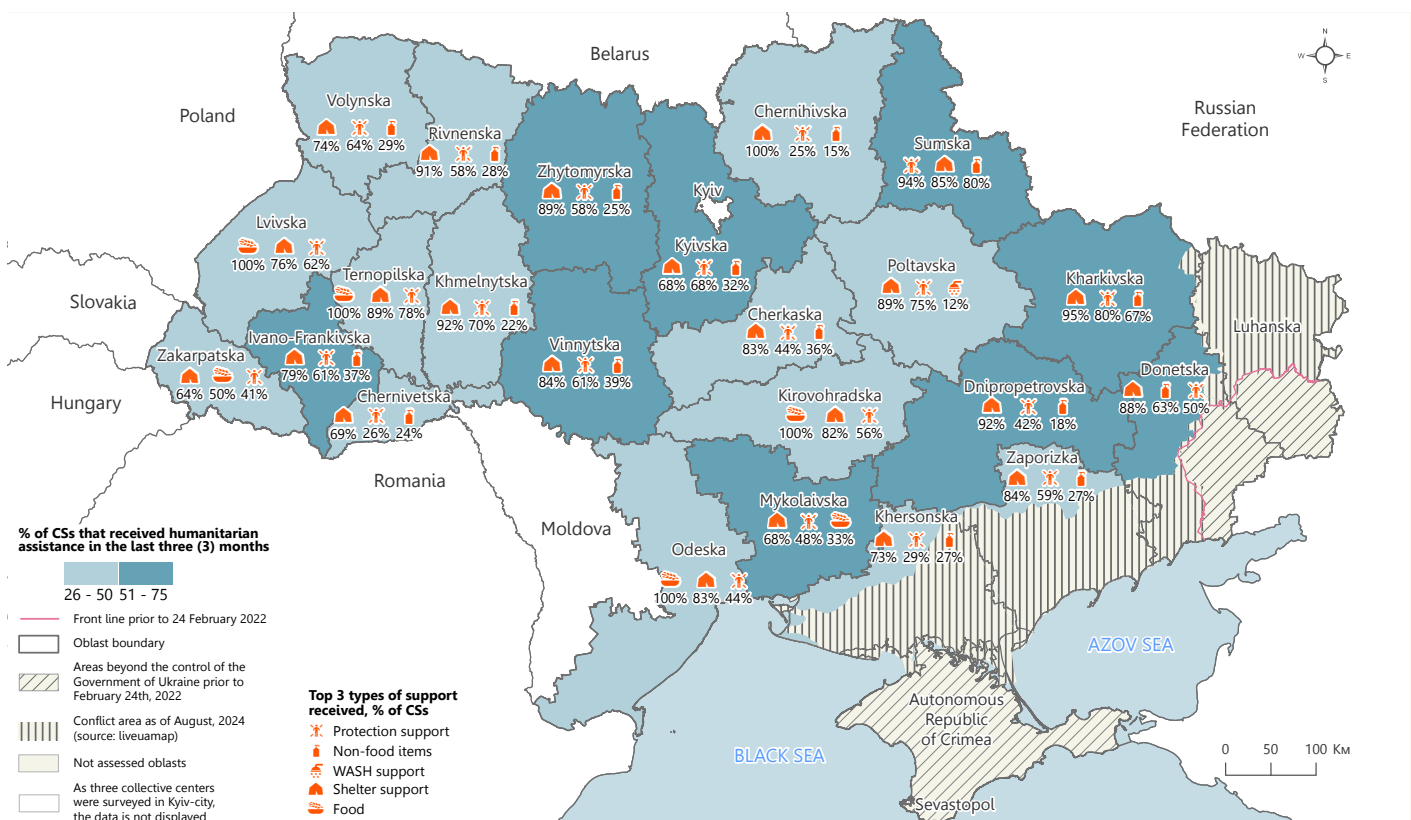 Belarus
Poland
Russian
Federation
Slovakia
Hungary
Romania
Moldova
N
W E
S
Volynska
74% 64% 29%
Rivnenska
91% 58% 28%
Zhytomyrska
89% 58% 25%
Kyiv
Kyivska
68% 68% 32%
Chernihivska
100% 25% 15%
Sumska
94% 85% 80%
Lvivska
100% 76% 62%
Ternopilska
100% 89% 78%
Khmelnytska
92% 70% 22%
Poltavska
89% 75% 12%
Kharkivska
95% 80% 67%
Luhanska
Cherkaska
83% 44% 36%
Ivano-Frankivska
79% 61% 37%
Zakarpatska
64% 50% 41%
Vinnytska
84% 61% 39%
Chernivetska
69% 26% 24%
Kirovohradska
100% 82% 56%
Dnipropetrovska
92% 42% 18%
Donetska
88% 63% 50%
Zaporizka
84% 59% 27%
Mykolaivska
68% 48% 33%
Khersonska
73% 29% 27%
Odeska
100% 83% 44%
AZOV SEA
BLACK SEA
Autonomous
Republic
of Crimea
Sevastopol
% of CSs that received humanitarian
assistance in the last three (3) months
26 - 50 51 - 75
Front line prior to 24 February 2022
Oblast boundary
Areas beyond the control of the
Government of Ukraine prior to
February 24th, 2022
Conflict area as of August, 2024
(source: liveuamap)
Not assessed oblasts
As three collective centers
were surveyed in Kyiv-city,
the data is not displayed
Top 3 types of support
received, % of CSs
Protection support
Non-food items
WASH support
Shelter support
Food
0 50 100 Км